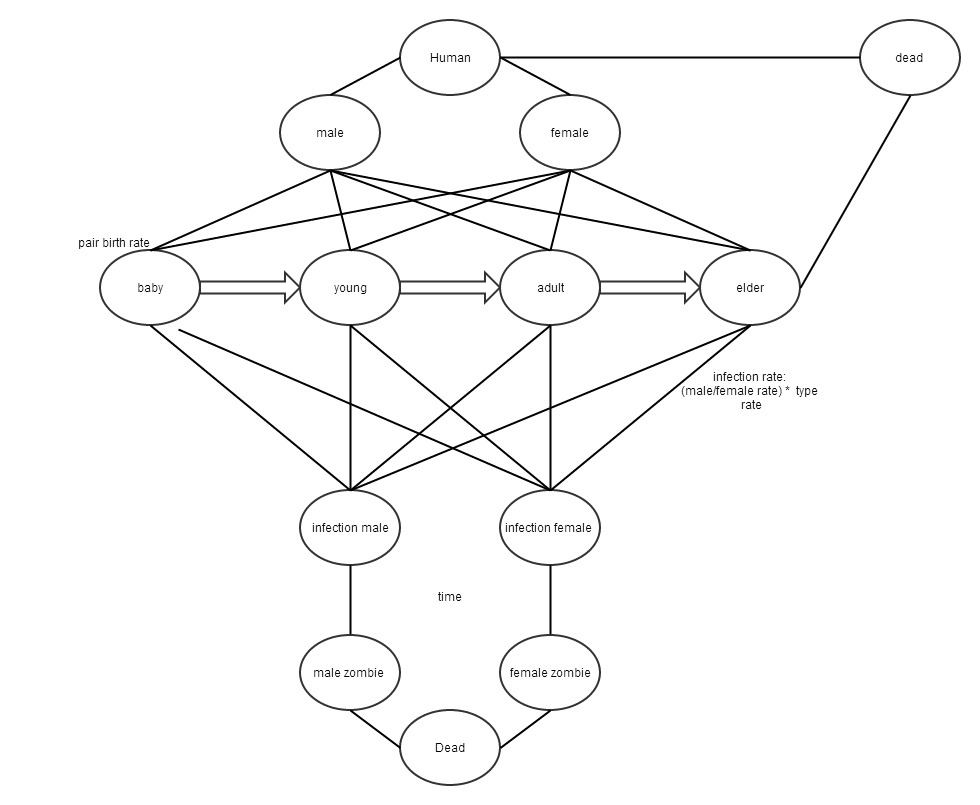 Human
dead
male
female
pair birth rate
baby
young
adult
elder
infection rate:
(male/female rate) * type
rate
infection male
infection female
time
male zombie
female zombie
Dead